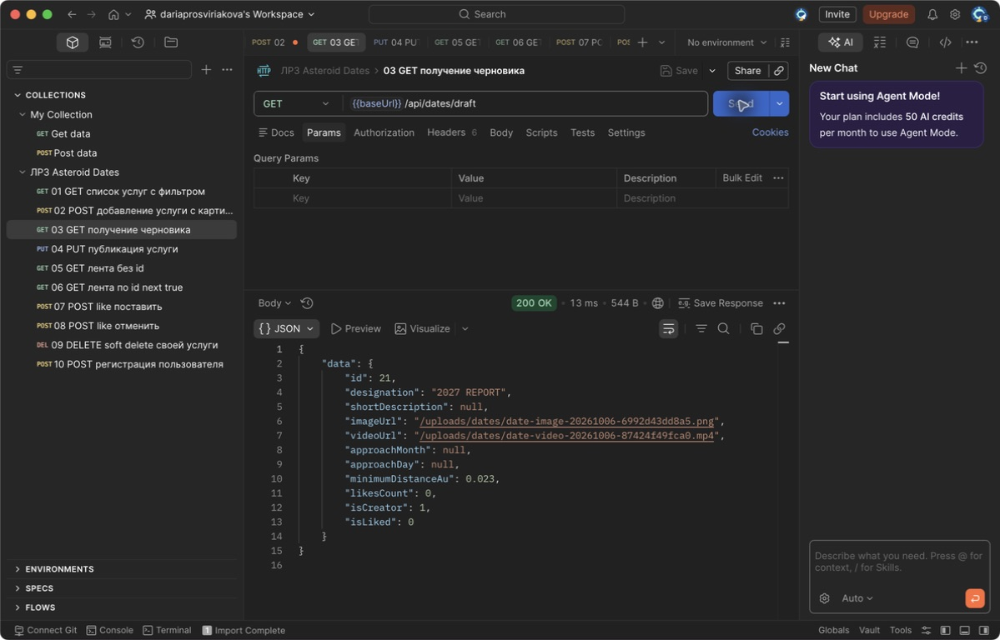 dariaprosviriakova's Workspace
Search
Invite
Upgrade
POST 02
GET 03 GE
PUT 04 PU
GET 05 GE
GET 06 GE
POST 07 PC
No environment
AI
COLLECTIONS
My Collection
GET Get data
POST Post data
ЛР3 Asteroid Dates
GET 01 GET список услуг с фильтром
POST 02 POST добавление услуги с карти...
GET 03 GET получение черновика
PUT 04 PUT публикация услуги
GET 05 GET лента без id
GET 06 GET лента по id next true
POST 07 POST like поставить
POST 08 POST like отменить
DEL 09 DELETE soft delete своей услуги
POST 10 POST регистрация пользователя
ENVIRONMENTS
SPECS
FLOWS
HTTP ЛР3 Asteroid Dates › 03 GET получение черновика
Save
Share
GET
{{baseUrl}} /api/dates/draft
Docs
Params
Authorization
Headers 6
Body
Scripts
Tests
Settings
Cookies
Query Params
Key Value Description Bulk Edit
Key Value Description
Body
200 OK • 13 ms • 544 B
Save Response
{} JSON
Preview
Visualize
1 {
2 "data": {
3 "id": 21,
4 "designation": "2027 REPORT",
5 "shortDescription": null,
6 "imageUrl": "/uploads/dates/date-image-20261006-6992d43dd8a5.png",
7 "videoUrl": "/uploads/dates/date-video-20261006-87424f49fca0.mp4",
8 "approachMonth": null,
9 "approachDay": null,
10 "minimumDistanceAu": 0.023,
11 "likesCount": 0,
12 "isCreator": 1,
13 "isLiked": 0
14 }
15 }
16
New Chat
Start using Agent Mode!
Your plan includes 50 AI credits
per month to use Agent Mode.
Describe what you need. Press @ for
context, / for Skills.
Auto
Connect Git
Console
Terminal
1 Import Complete
Globals
Vault
Tools